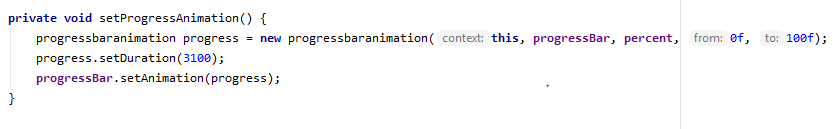 private void setProgressAnimation() {
progressbaranimation progress = new progressbaranimation( context: this, progressBar, percent, from: 0f, to: 100f);
progress.setDuration(3100);
progressBar.setAnimation(progress);
}